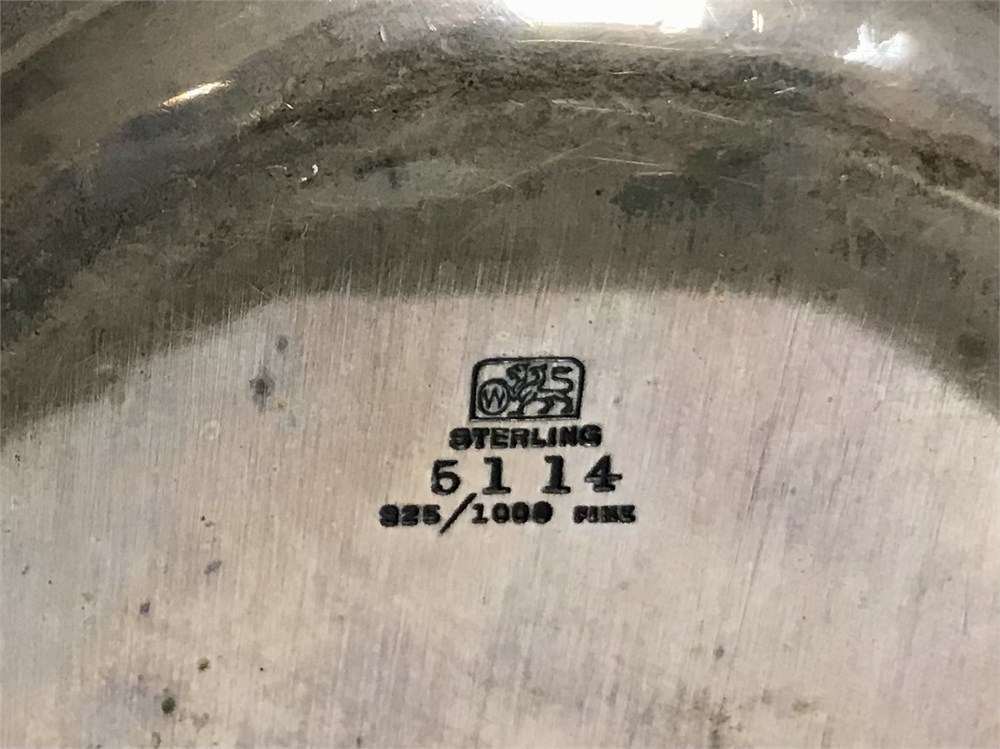 W
STERLING
5114
925/1000 FINE